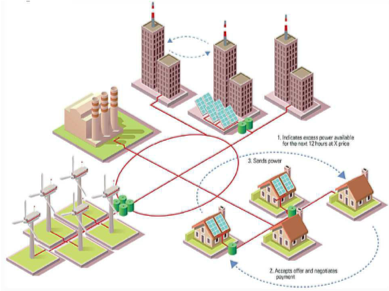 1. Indicates excess power available
for the next 12 hours at X price
3. Sends power
2. Accepts offer and negotiates
payment